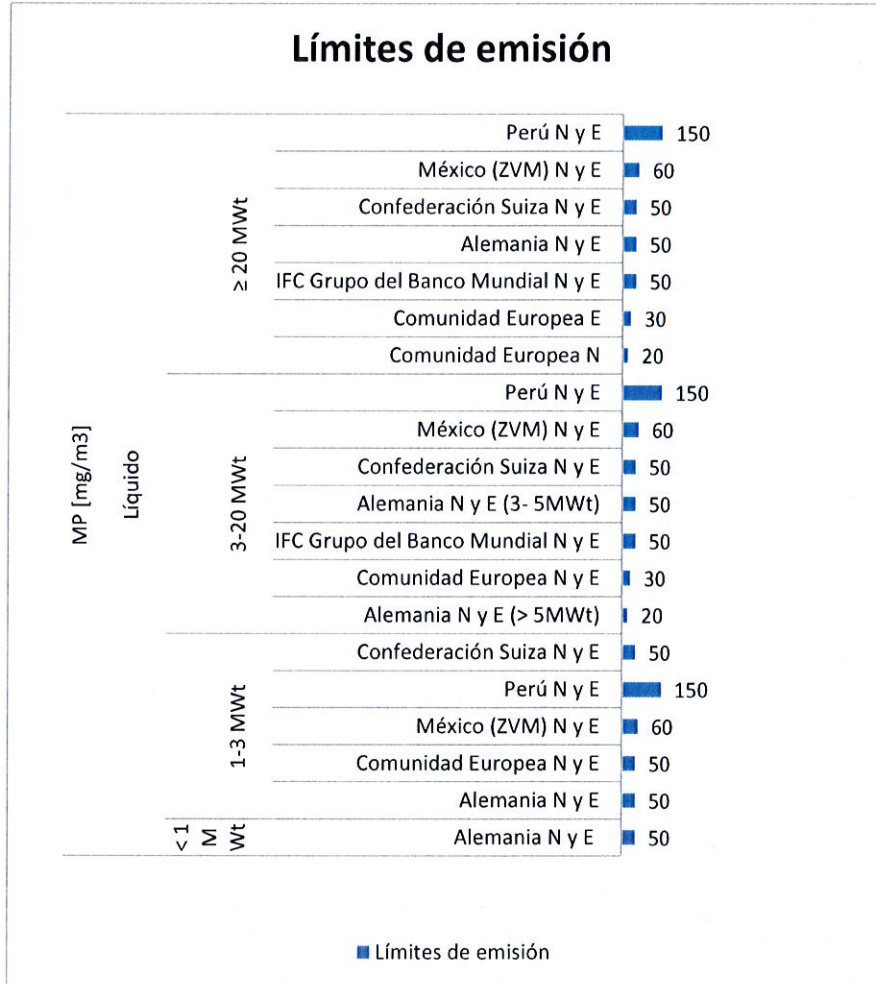 Límites de emisión
MP [mg/m3]
Líquido
≥ 20 MWt
Perú N y E 150
México (ZVM) N y E 60
Confederación Suiza N y E 50
Alemania N y E 50
IFC Grupo del Banco Mundial N y E 50
Comunidad Europea E 30
Comunidad Europea N 20
3-20 MWt
Perú N y E 150
México (ZVM) N y E 60
Confederación Suiza N y E 50
Alemania N y E (3- 5MWt) 50
IFC Grupo del Banco Mundial N y E 50
Comunidad Europea N y E 30
Alemania N y E (> 5MWt) 20
1-3 MWt
Confederación Suiza N y E 50
Perú N y E 150
México (ZVM) N y E 60
Comunidad Europea N y E 50
Alemania N y E 50
< 1
M
Wt
Alemania N y E 50
Límites de emisión